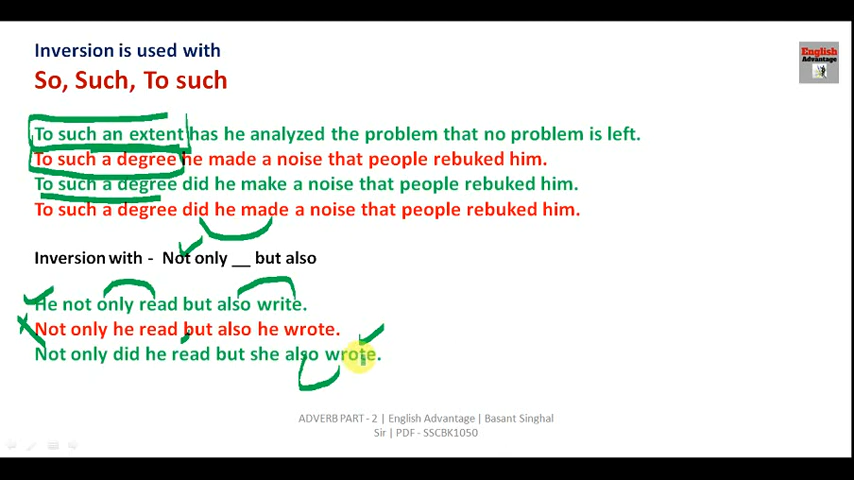 Inversion is used with
So, Such, To such
English
Advantage
To such an extent has he analyzed the problem that no problem is left.
To such a degree he made a noise that people rebuked him.
To such a degree did he make a noise that people rebuked him.
To such a degree did he made a noise that people rebuked him.
Inversion with - Not only __ but also
He not only read but also write.
Not only he read but also he wrote.
Not only did he read but she also wrote.
ADVERB PART - 2 | English Advantage | Basant Singhal
Sir | PDF - SSCBK1050